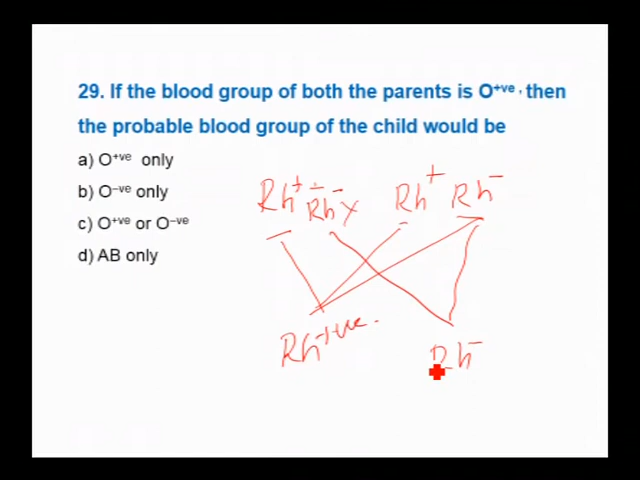 29. If the blood group of both the parents is O⁺ᵛᵉ, then
the probable blood group of the child would be
a) O⁺ᵛᵉ only
b) O⁻ᵛᵉ only
c) O⁺ᵛᵉ or O⁻ᵛᵉ
d) AB only
Rh⁺ Rh⁻ Rh⁺ Rh⁻
Rh⁺ᵛᵉ Rh⁻